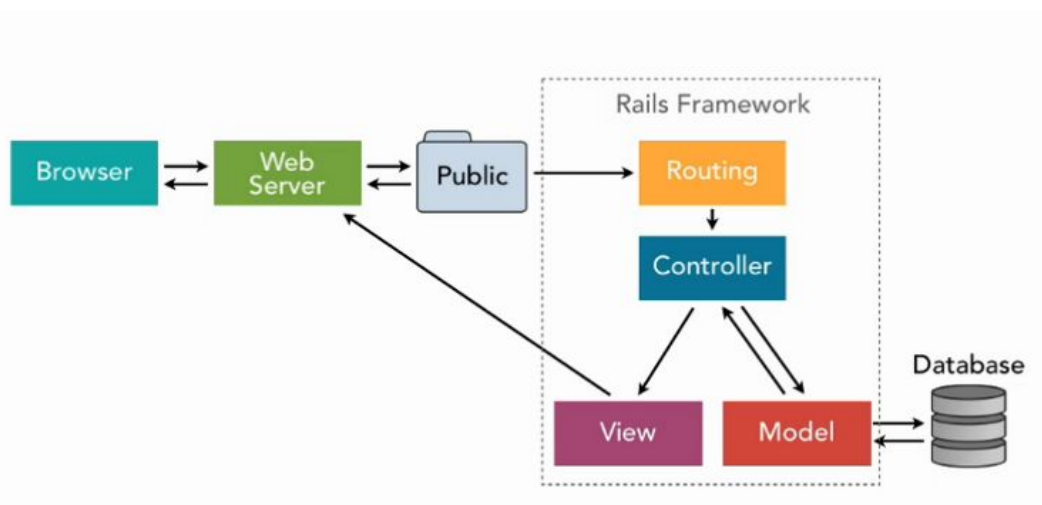 Rails Framework
Browser
Web
Server
Public
Routing
Controller
Database
View
Model